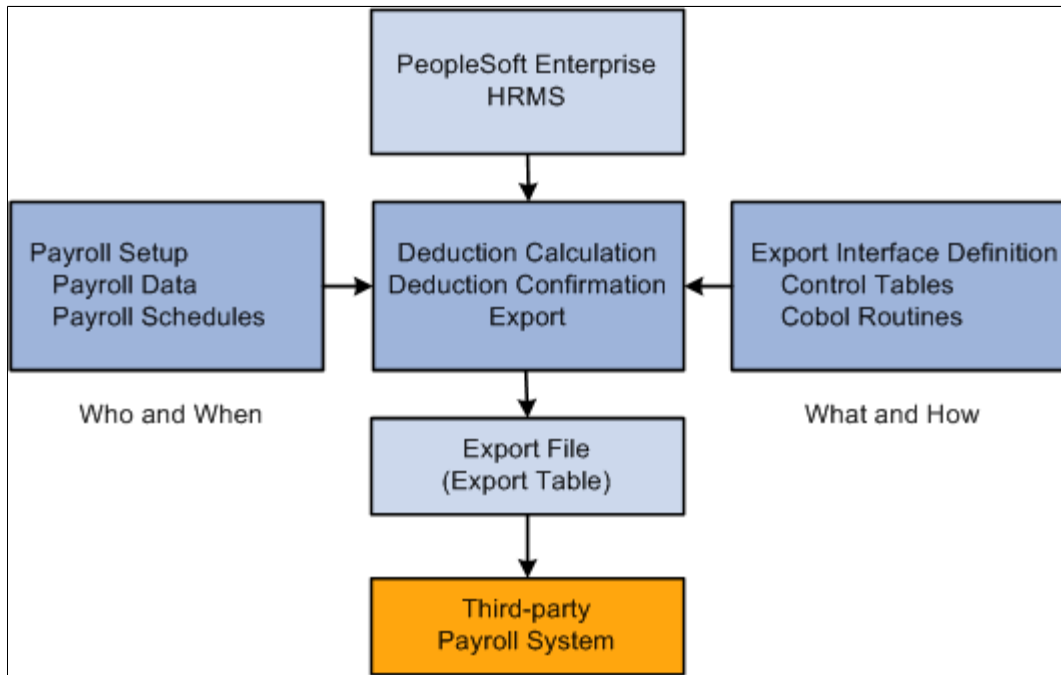 PeopleSoft Enterprise
HRMS
Payroll Setup
Payroll Data
Payroll Schedules
Deduction Calculation
Deduction Confirmation
Export
Export Interface Definition
Control Tables
Cobol Routines
Who and When
What and How
Export File
(Export Table)
Third-party
Payroll System